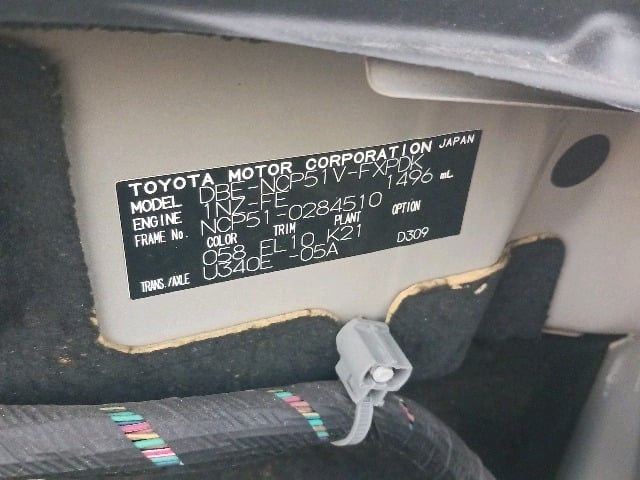 TOYOTA MOTOR CORPORATION JAPAN
MODEL DBE-NCP51V-FXPDK
ENGINE 1NZ-FE 1496 mL
FRAME No. NCP51-0284510
COLOR TRIM PLANT OPTION
058 FL10 K21 D309
TRANS./AXLE U340E -05A